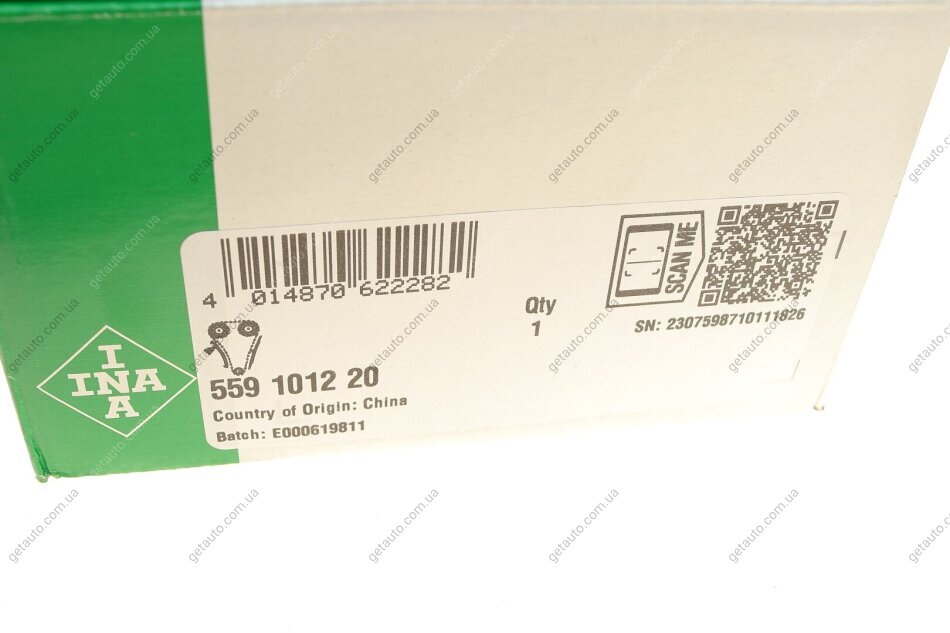 4 014870 622282
Qty
1
SCAN ME
SN: 2307598710111826
559 1012 20
Country of Origin: China
Batch: E000619811
I
INA
A
getauto.com.ua